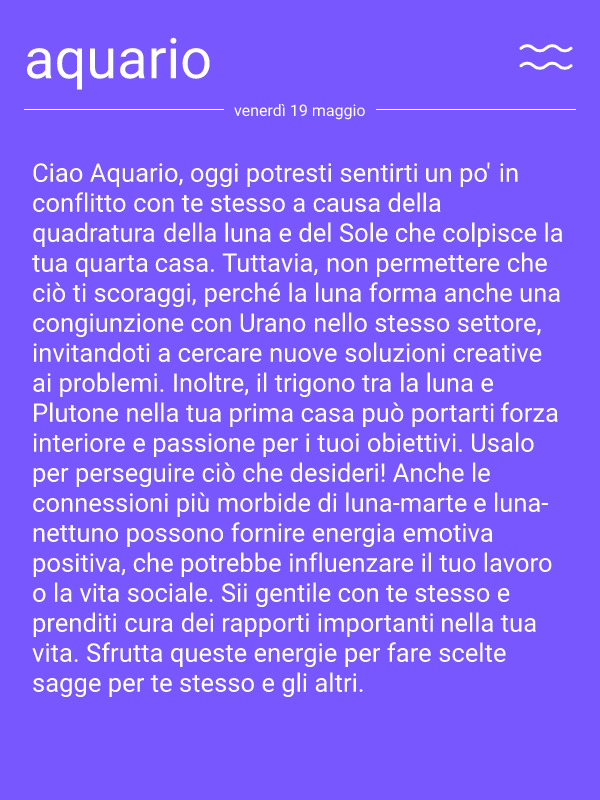 aquario
venerdì 19 maggio
Ciao Aquario, oggi potresti sentirti un po' in
conflitto con te stesso a causa della
quadratura della luna e del Sole che colpisce la
tua quarta casa. Tuttavia, non permettere che
ciò ti scoraggi, perché la luna forma anche una
congiunzione con Urano nello stesso settore,
invitandoti a cercare nuove soluzioni creative
ai problemi. Inoltre, il trigono tra la luna e
Plutone nella tua prima casa può portarti forza
interiore e passione per i tuoi obiettivi. Usalo
per perseguire ciò che desideri! Anche le
connessioni più morbide di luna-marte e luna-
nettuno possono fornire energia emotiva
positiva, che potrebbe influenzare il tuo lavoro
o la vita sociale. Sii gentile con te stesso e
prenditi cura dei rapporti importanti nella tua
vita. Sfrutta queste energie per fare scelte
sagge per te stesso e gli altri.